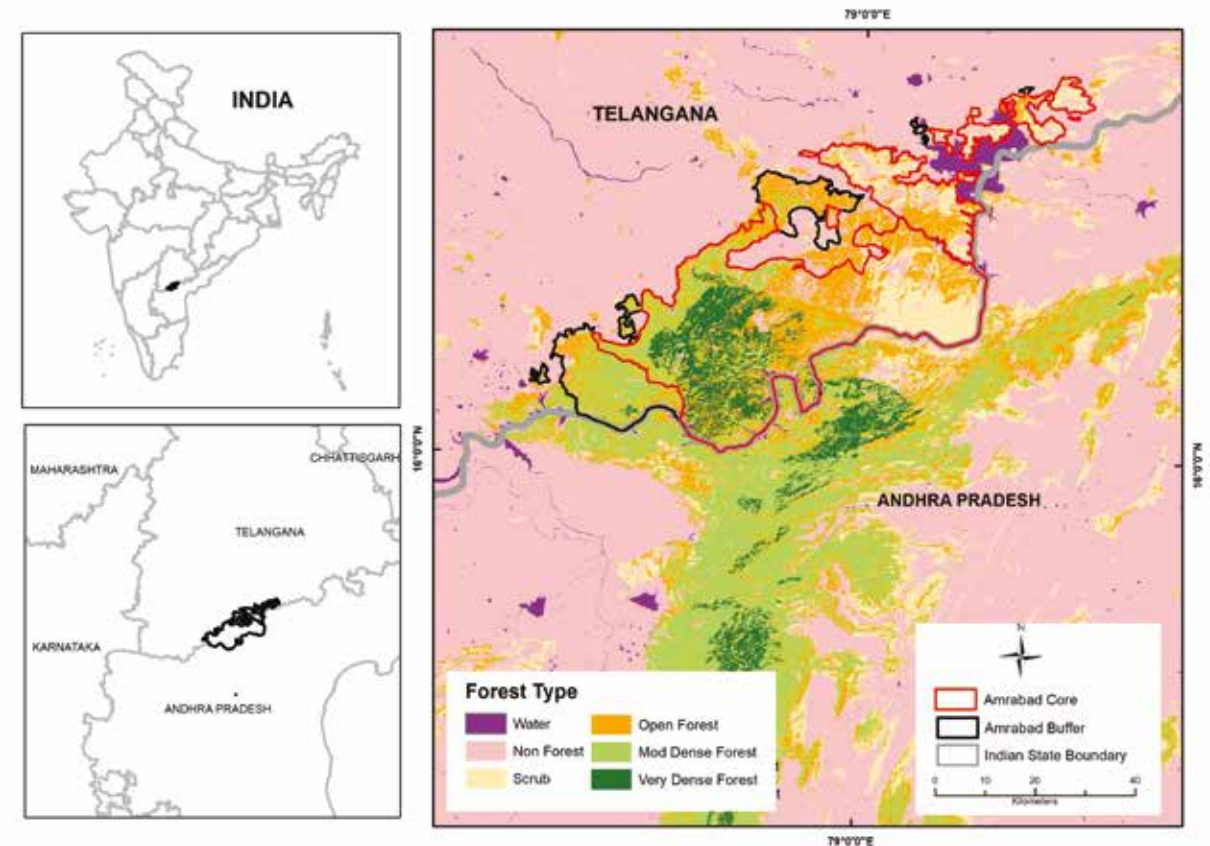 INDIA
MAHARASHTRA
CHHATTISGARH
TELANGANA
KARNATAKA
ANDHRA PRADESH
79°0'0"E
TELANGANA
ANDHRA PRADESH
16°0'0"N
16°0'0"N
Forest Type
Water
Non Forest
Scrub
Open Forest
Mod Dense Forest
Very Dense Forest
N
Amrabad Core
Amrabad Buffer
Indian State Boundary
0 10 20 40
Kilometers
79°0'0"E